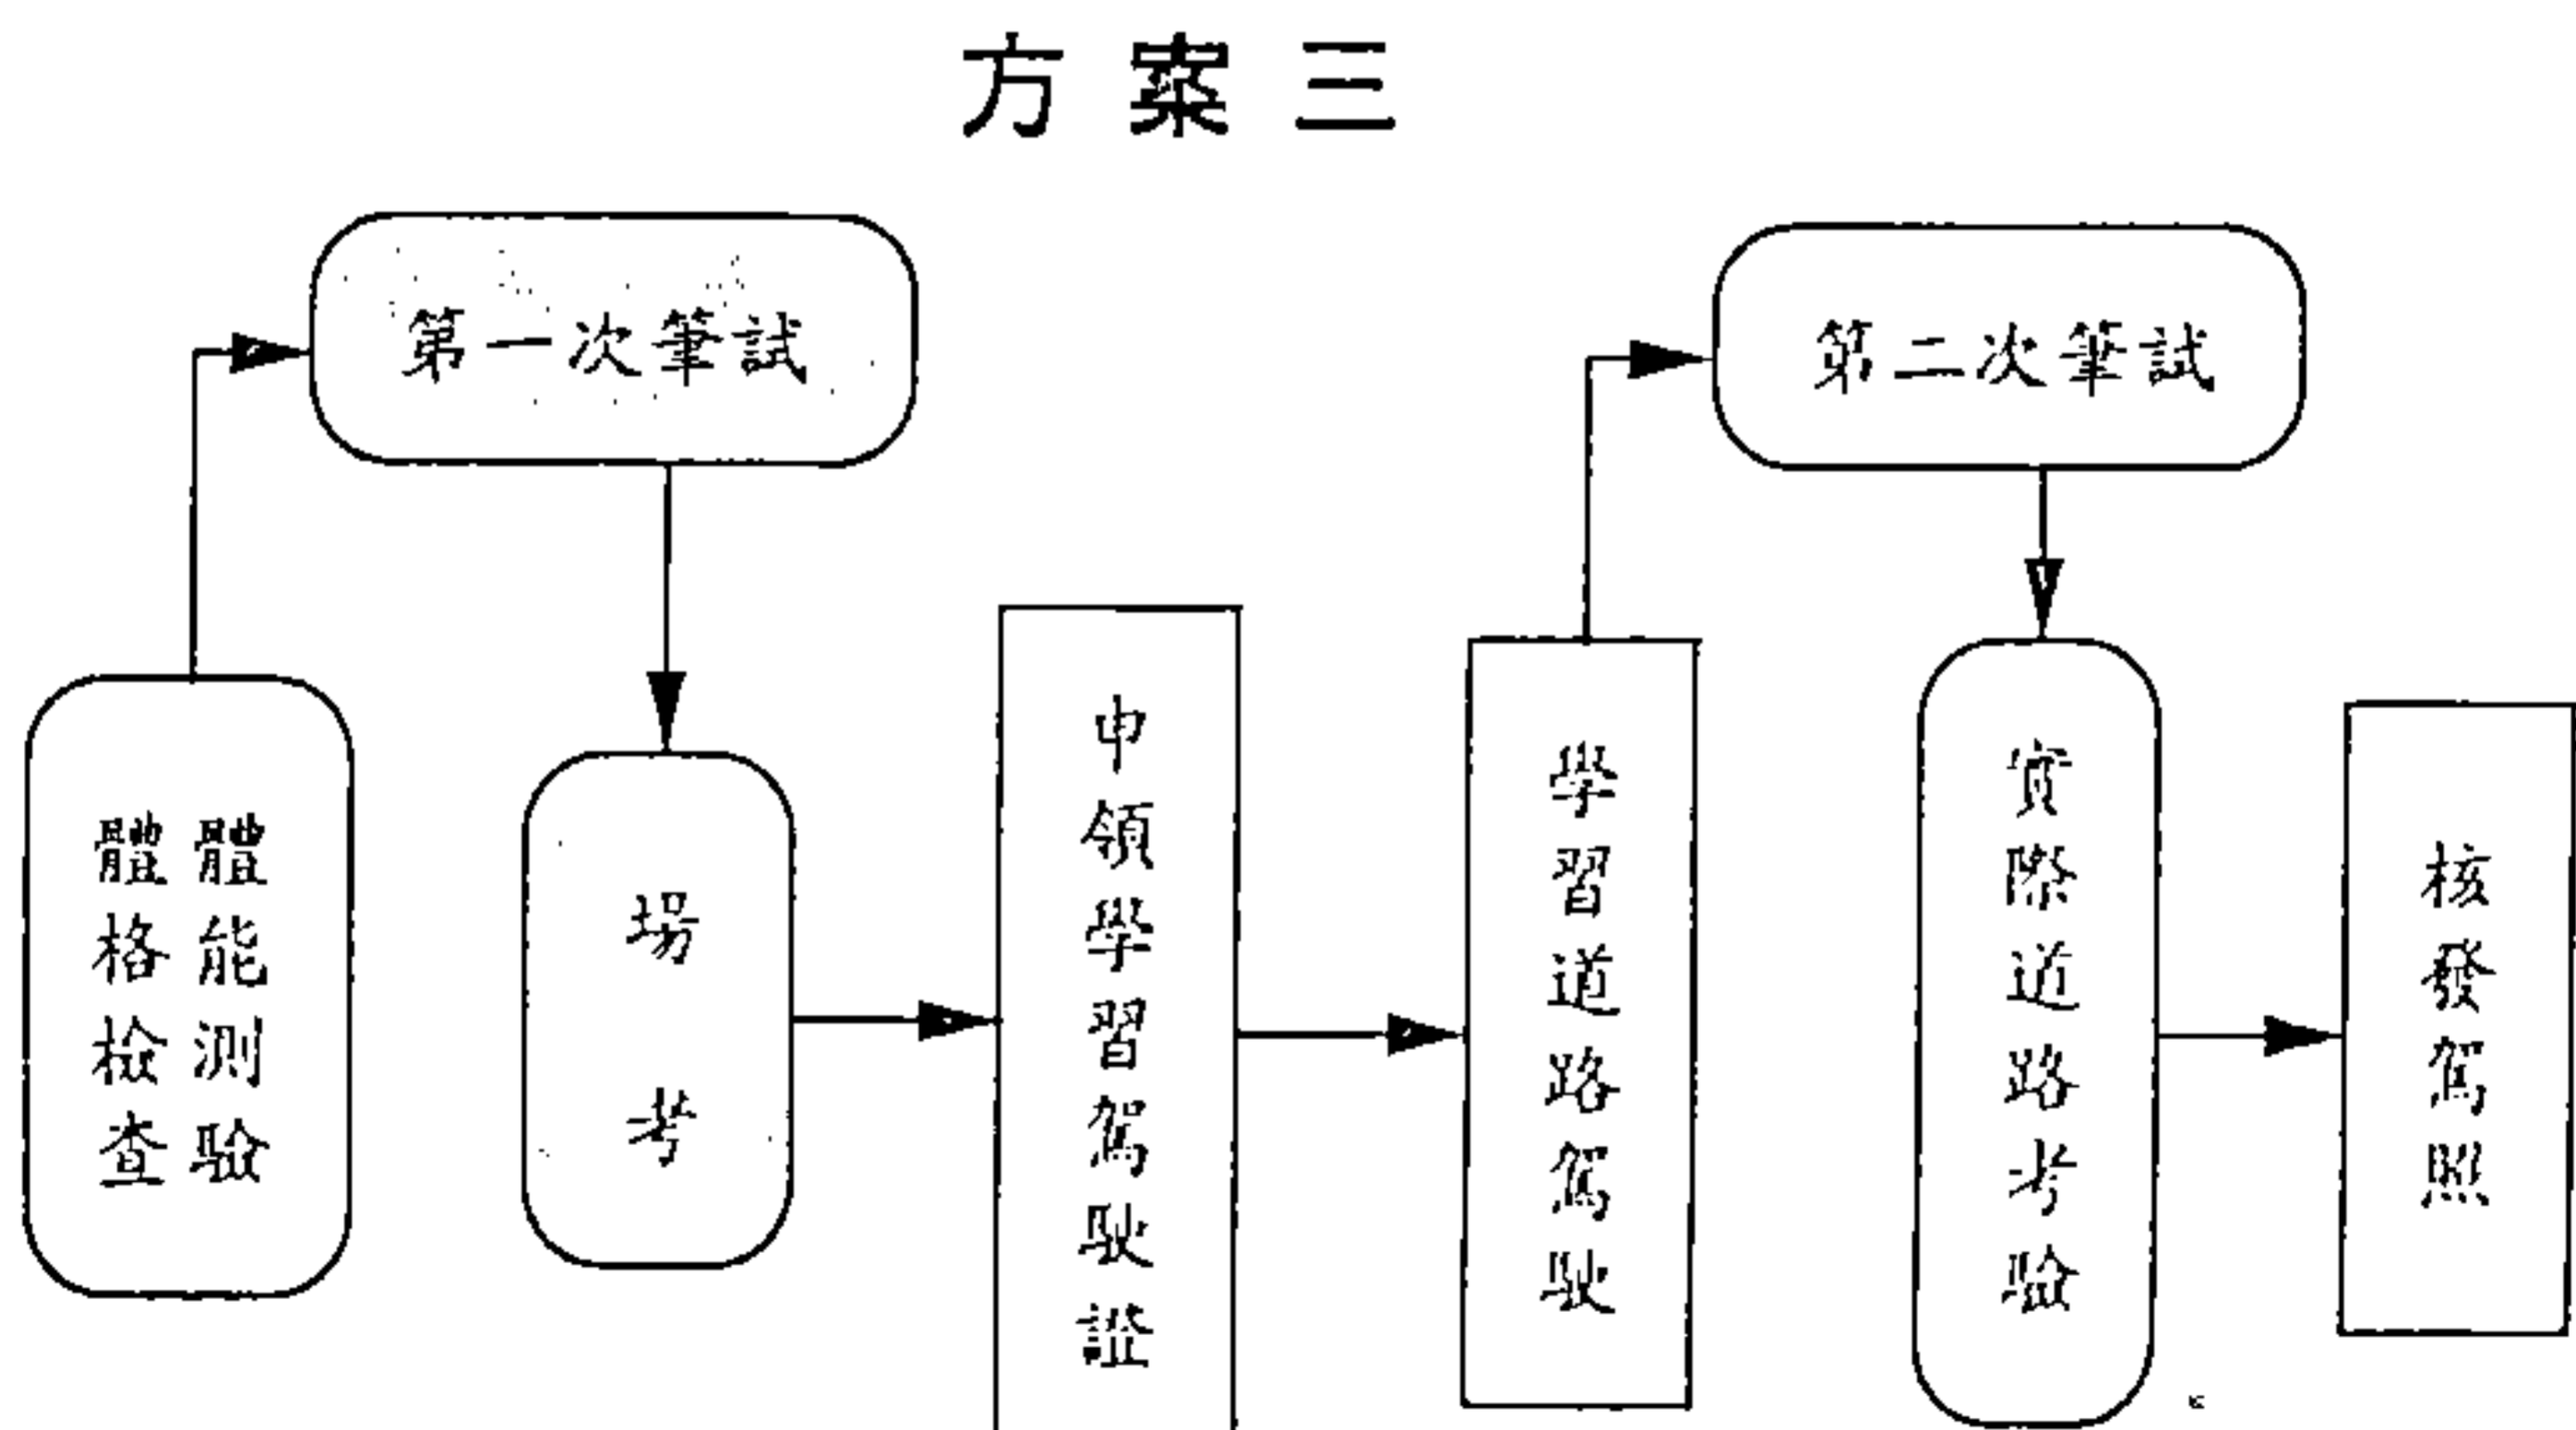 方案三
第一次筆試
第二次筆試
體格檢查
體能測驗
場考
申領學習駕駛證
學習道路駕駛
實際道路考驗
核發駕照